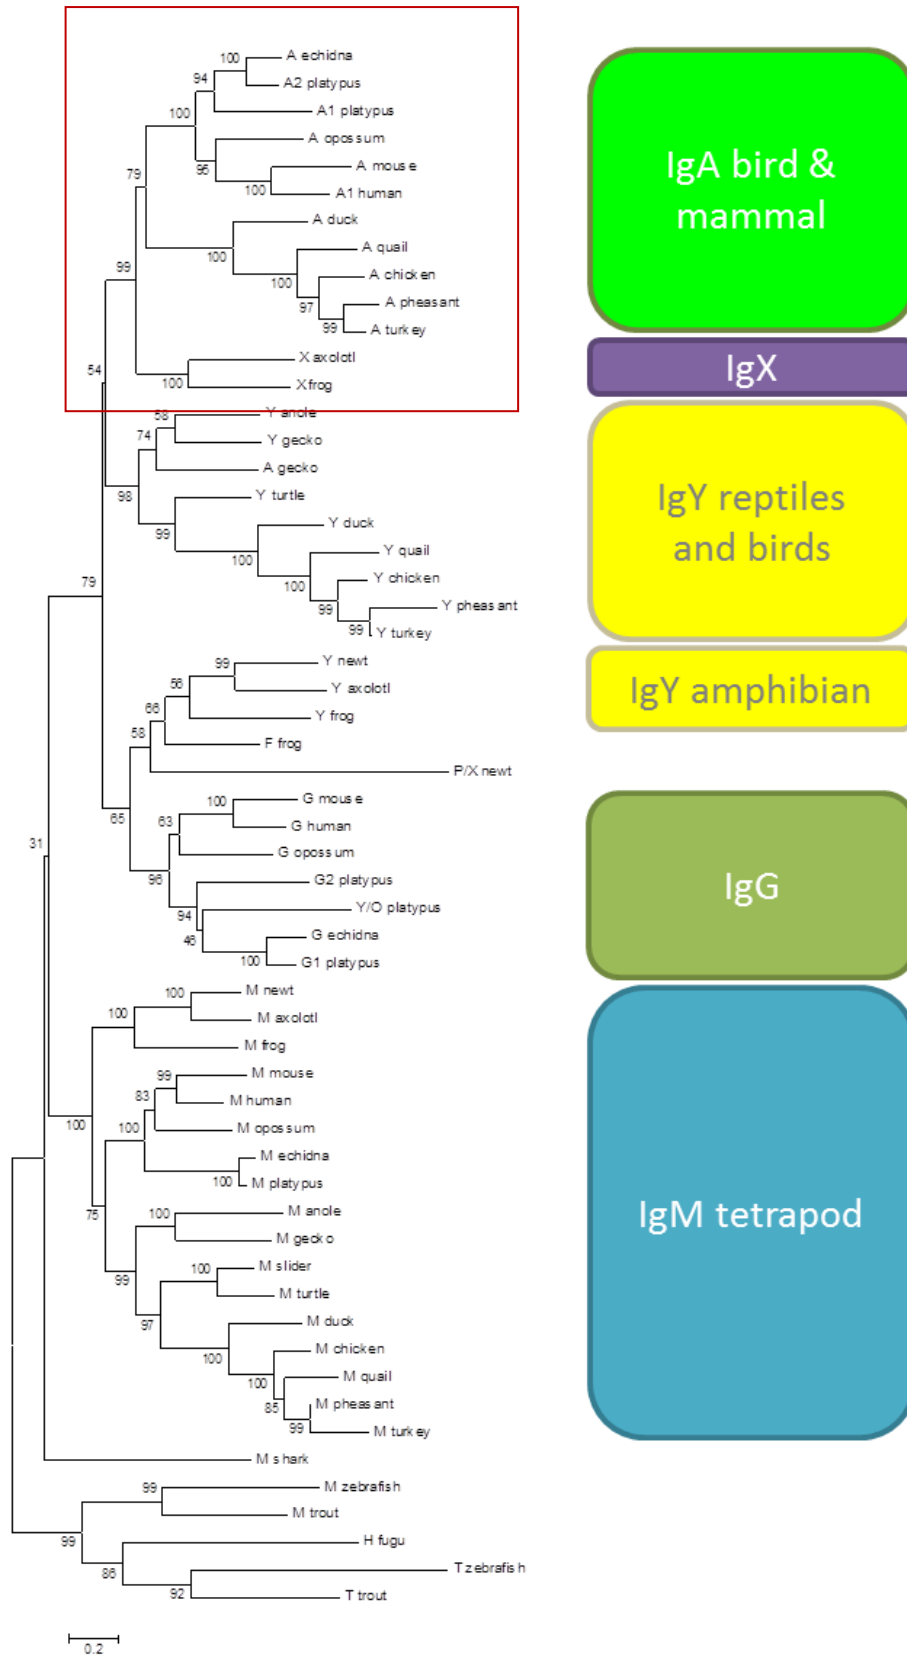 100
A echidna
94
A2 platypus
100
A1 platypus
A opossum
95
A mouse
79
100
A1 human
A duck
100
A quail
99
100
A chicken
97
A pheasant
99
A turkey
X axolotl
54
100
X frog
58
Y anole
74
Y gecko
A gecko
98
Y turtle
99
Y duck
100
Y quail
79
100
Y chicken
99
Y pheasant
99
Y turkey
99
Y newt
56
Y axolotl
66
Y frog
58
F frog
P/X newt
65
100
G mouse
63
G human
31
G opossum
96
G2 platypus
94
Y/O platypus
46
G echidna
100
G1 platypus
100
M newt
100
M axolotl
M frog
99
M mouse
83
M human
100
100
M opossum
M echidna
100
M platypus
75
100
M anole
M gecko
99
100
M slider
M turtle
97
M duck
100
M chicken
100
M quail
85
M pheasant
99
M turkey
M shark
99
M zebrafish
M trout
99
H fugu
86
T zebrafish
92
T trout
0.2
IgA bird &
mammal
IgX
IgY reptiles
and birds
IgY amphibian
IgG
IgM tetrapod